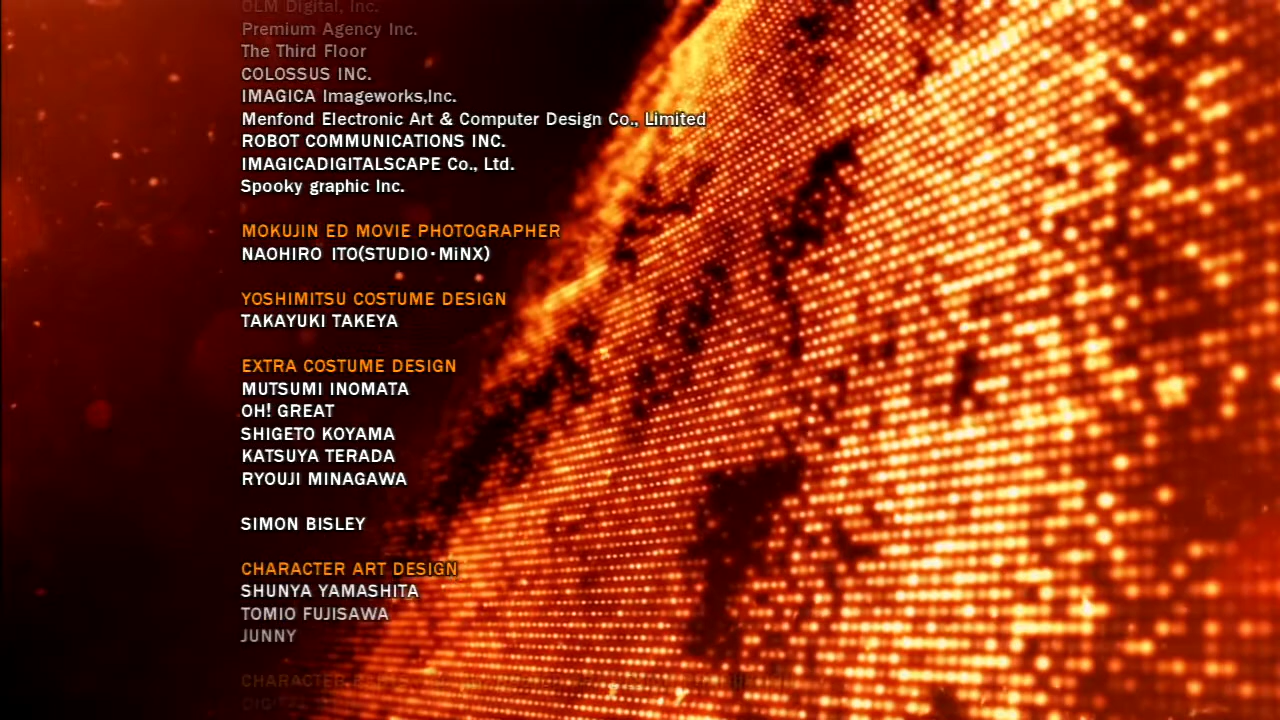 OLM Digital, Inc.
Premium Agency Inc.
The Third Floor
COLOSSUS INC.
IMAGICA Imageworks,Inc.
Menfond Electronic Art & Computer Design Co., Limited
ROBOT COMMUNICATIONS INC.
IMAGICADIGITALSCAPE Co., Ltd.
Spooky graphic Inc.
MOKUJIN ED MOVIE PHOTOGRAPHER
NAOHIRO ITO(STUDIO・MiNX)
YOSHIMITSU COSTUME DESIGN
TAKAYUKI TAKEYA
EXTRA COSTUME DESIGN
MUTSUMI INOMATA
OH! GREAT
SHIGETO KOYAMA
KATSUYA TERADA
RYOUJI MINAGAWA
SIMON BISLEY
CHARACTER ART DESIGN
SHUNYA YAMASHITA
TOMIO FUJISAWA
JUNNY
CHARACTER